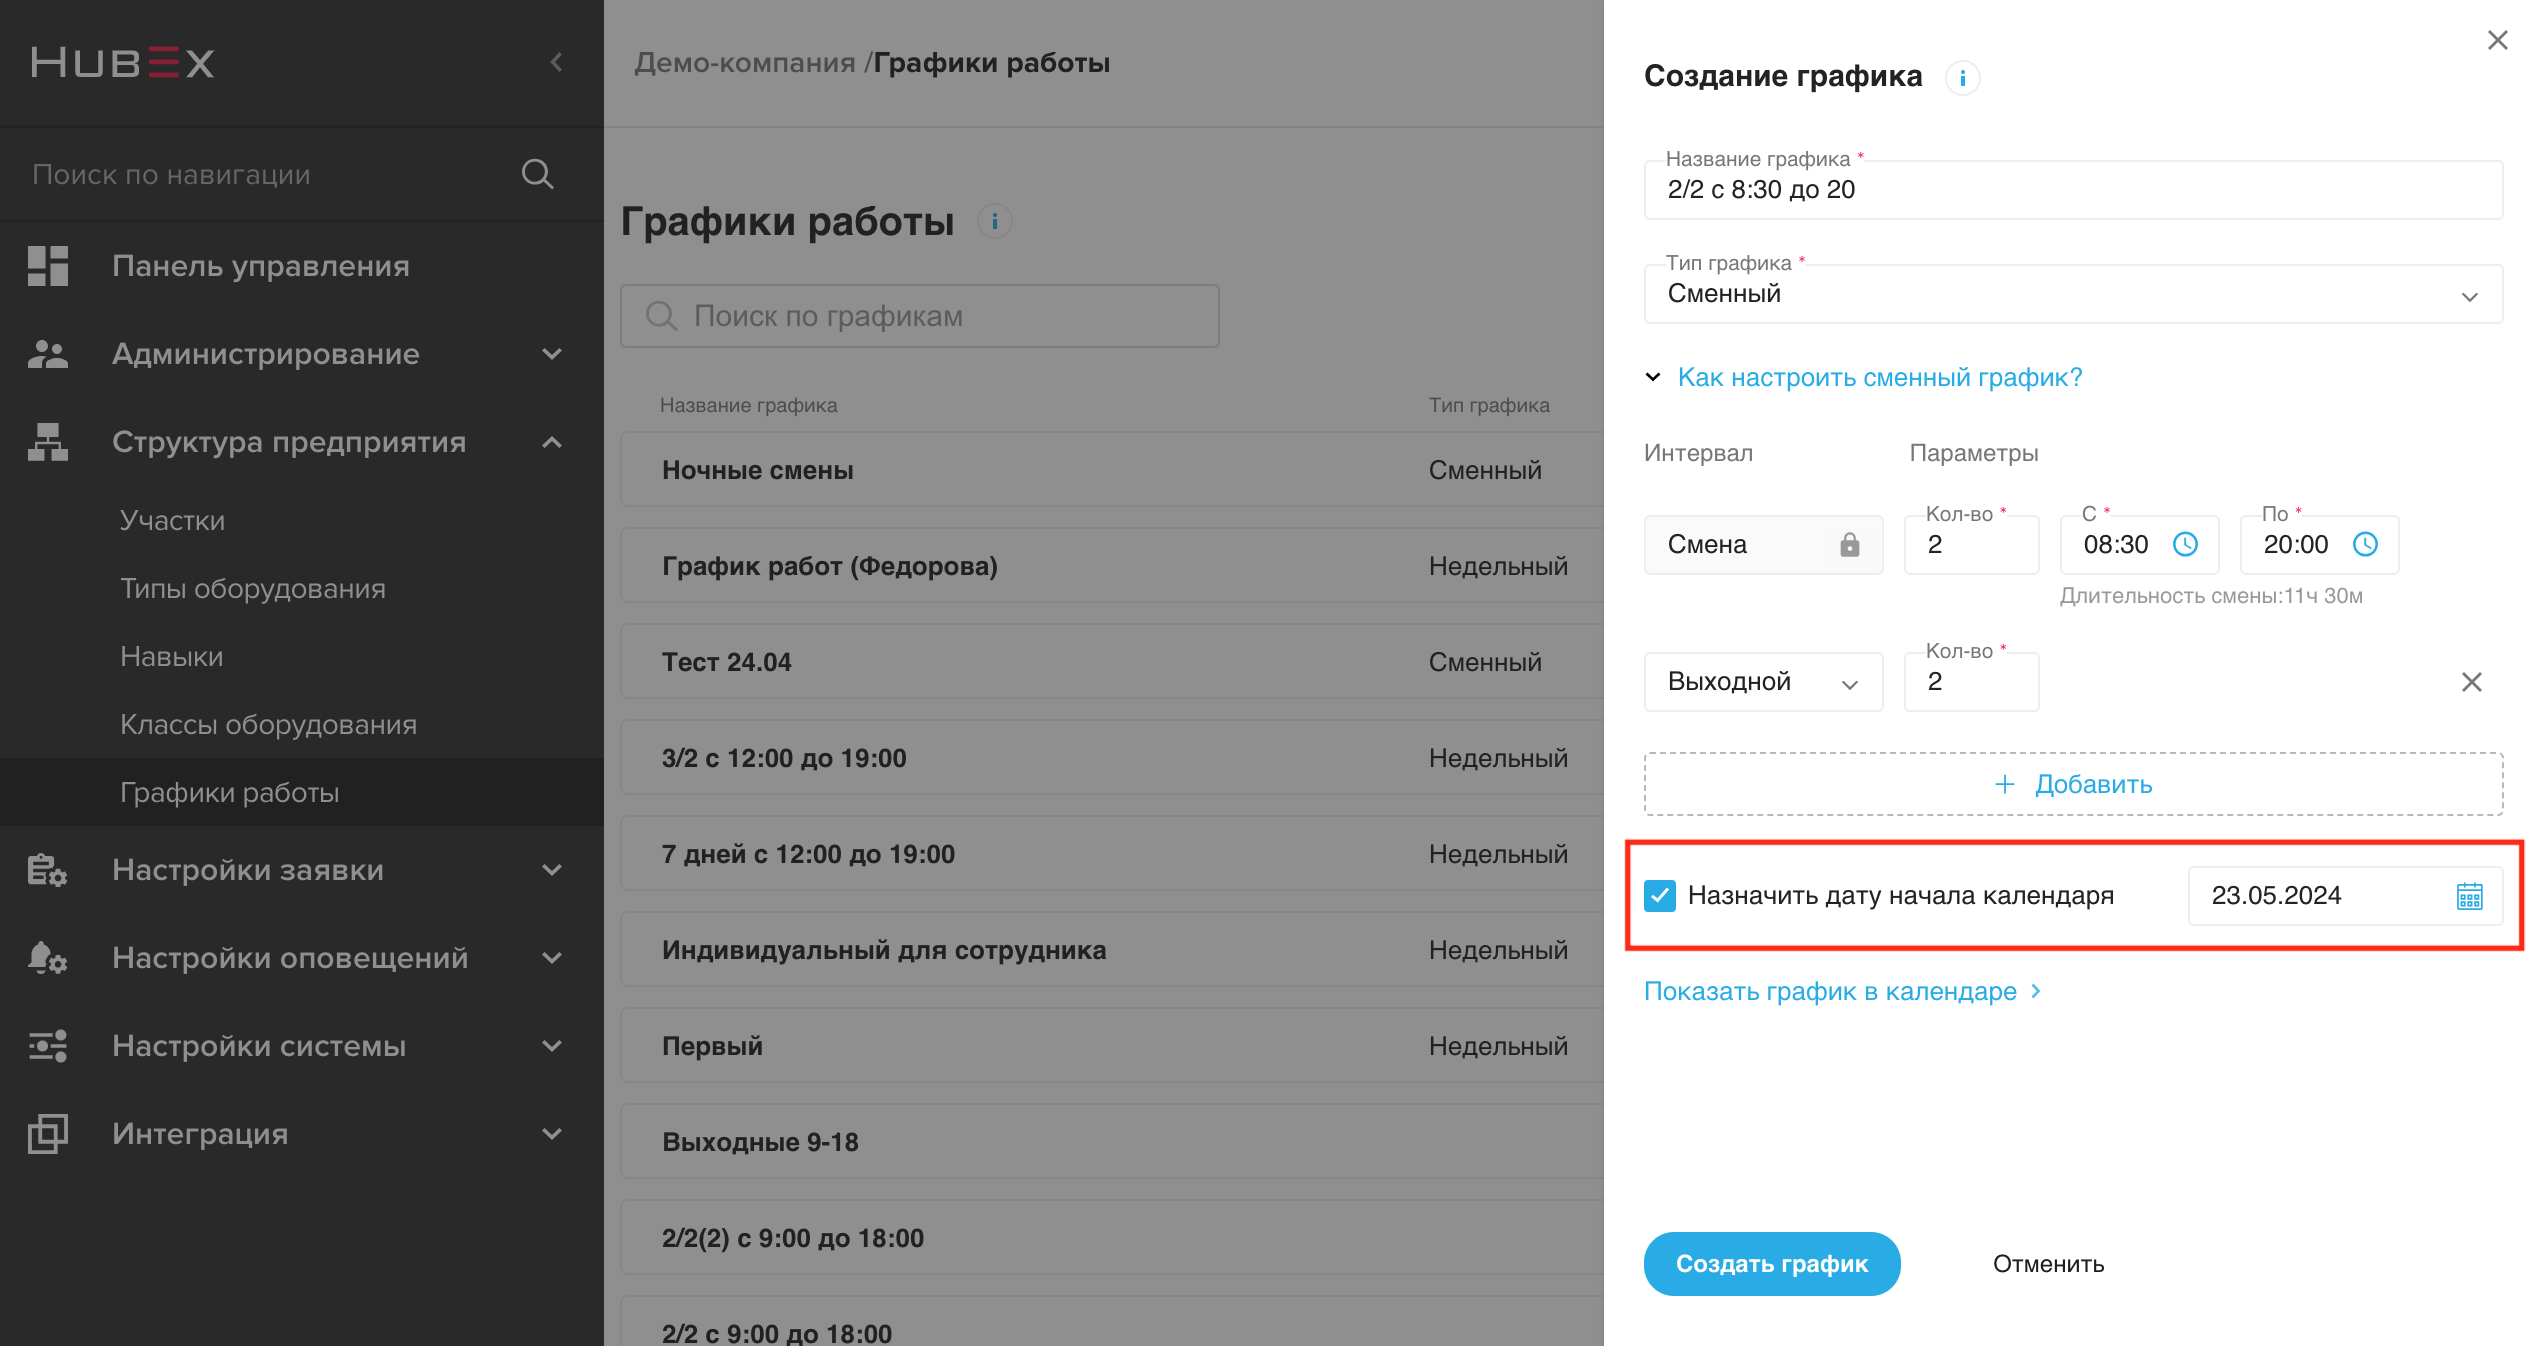 HUBEX
Поиск по навигации
Панель управления
Администрирование
Структура предприятия
Участки
Типы оборудования
Навыки
Классы оборудования
Графики работы
Настройки заявки
Настройки оповещений
Настройки системы
Интеграция
Демо-компания /Графики работы
Графики работы
Поиск по графикам
Название графика Тип графика
Ночные смены Сменный
График работ (Федорова) Недельный
Тест 24.04 Сменный
3/2 с 12:00 до 19:00 Недельный
7 дней с 12:00 до 19:00 Недельный
Индивидуальный для сотрудника Недельный
Первый Недельный
Выходные 9-18
2/2(2) с 9:00 до 18:00
2/2 с 9:00 до 18:00
Создание графика
Название графика *
2/2 с 8:30 до 20
Тип графика *
Сменный
Как настроить сменный график?
Интервал Параметры
Кол-во * С * По *
Смена 2 08:30 20:00
Длительность смены:11ч 30м
Кол-во *
Выходной 2
+ Добавить
Назначить дату начала календаря 23.05.2024
Показать график в календаре
Создать график Отменить